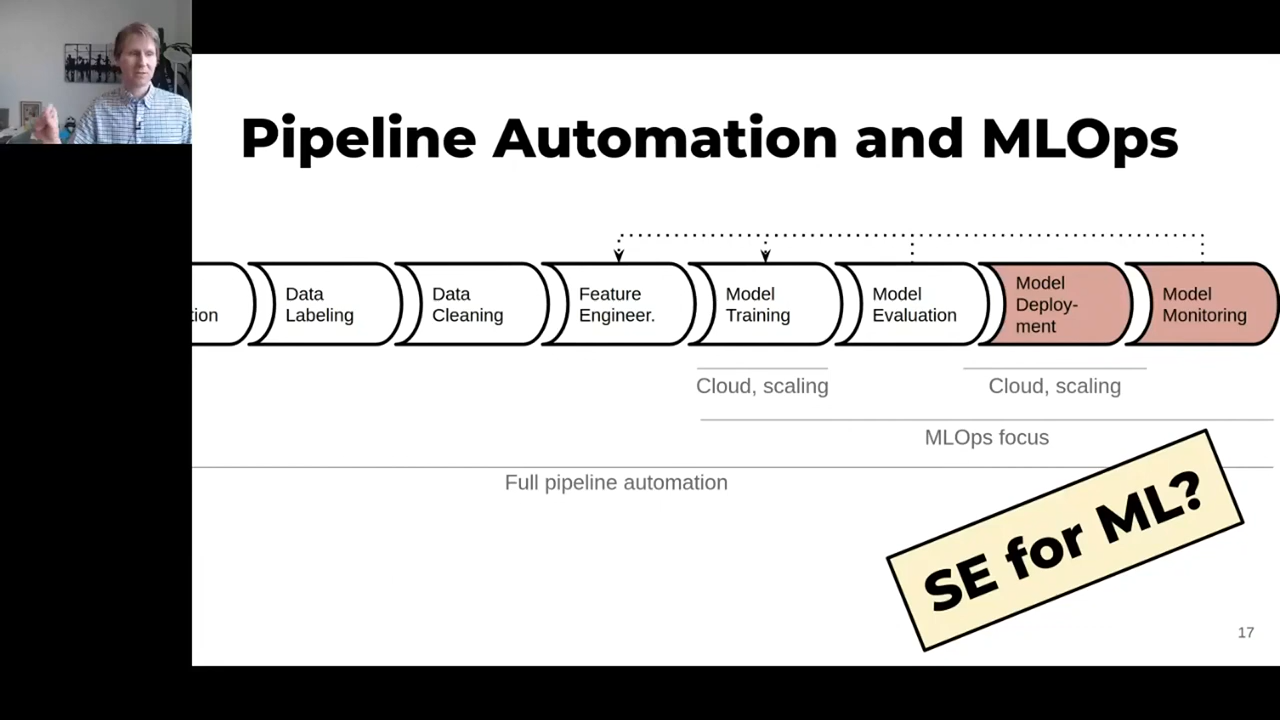 Pipeline Automation and MLOps
tion
Data
Labeling
Data
Cleaning
Feature
Engineer.
Model
Training
Model
Evaluation
Model
Deploy-
ment
Model
Monitoring
Cloud, scaling
Cloud, scaling
MLOps focus
Full pipeline automation
SE for ML?
17